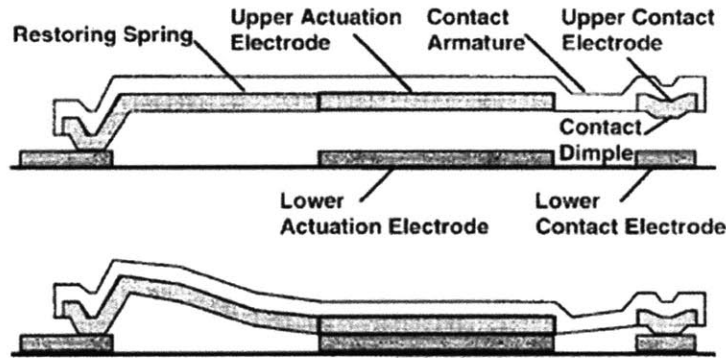 Restoring Spring
Upper Actuation
Electrode
Contact
Armature
Upper Contact
Electrode
Contact
Dimple
Lower
Actuation Electrode
Lower
Contact Electrode